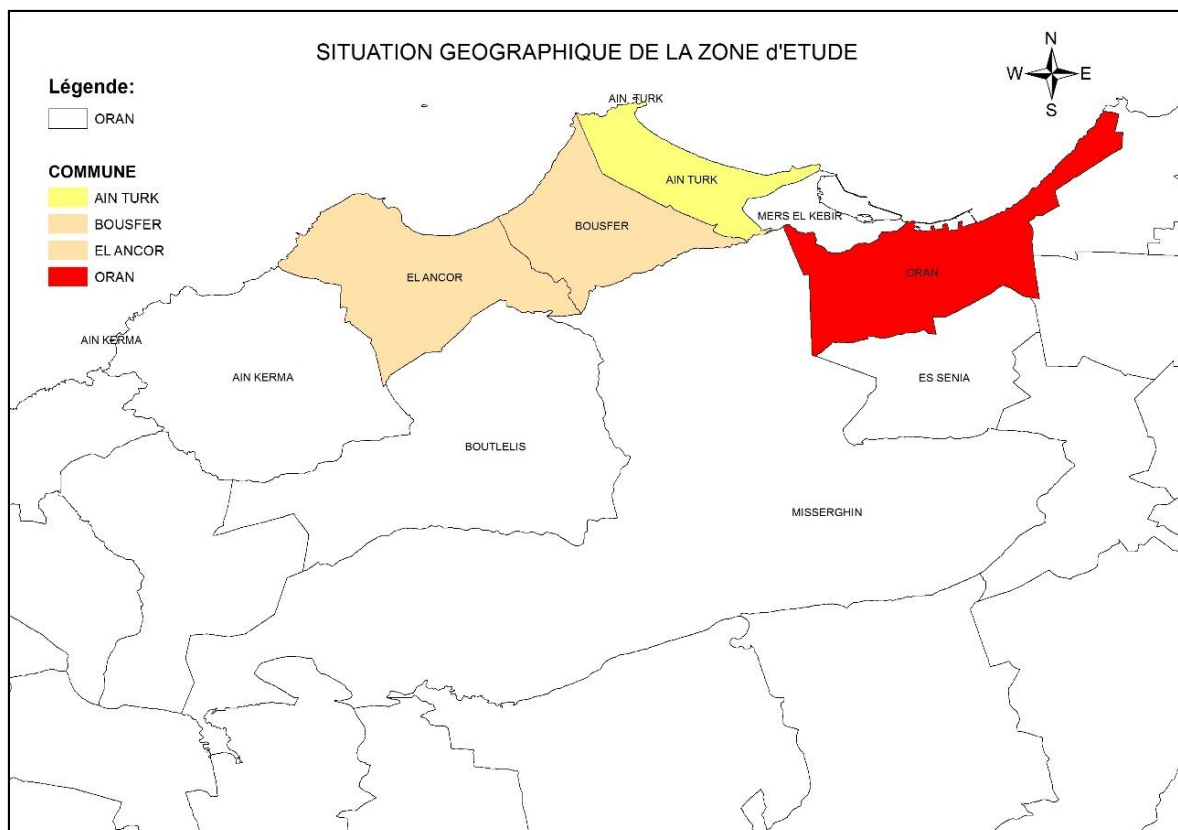 SITUATION GEOGRAPHIQUE DE LA ZONE d'ETUDE
N
W E
S
Légende:
ORAN
COMMUNE
AIN TURK
BOUSFER
EL ANCOR
ORAN
AIN TURK
AIN TURK
MERS EL KEBIR
BOUSFER
EL ANCOR
ORAN
AIN KERMA
AIN KERMA
ES SENIA
BOUTLELIS
MISSERGHIN